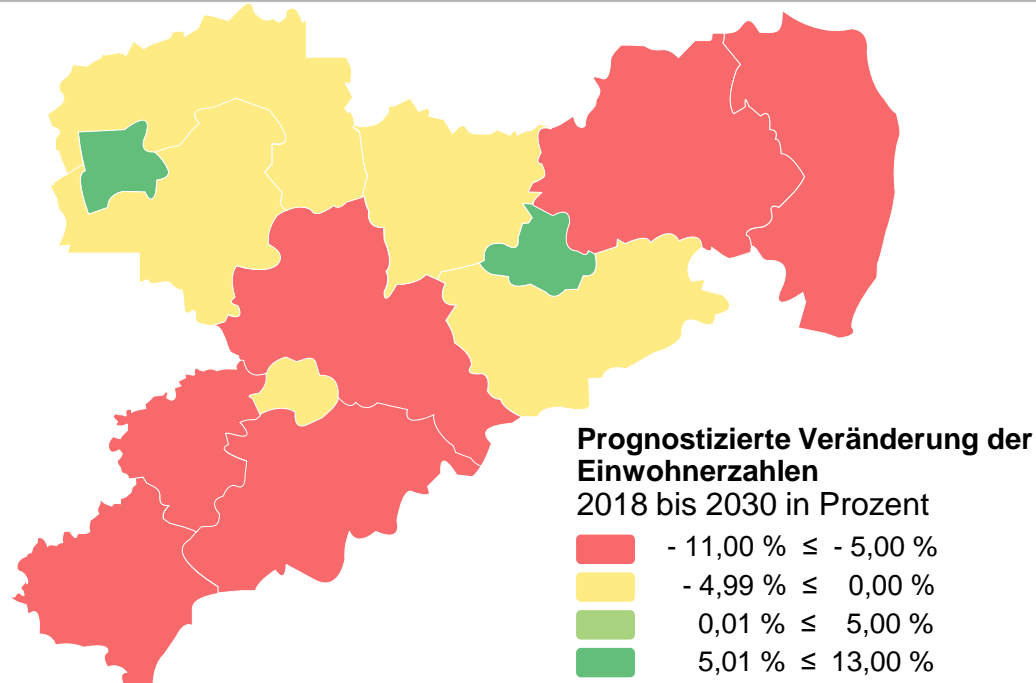 Prognostizierte Veränderung der
Einwohnerzahlen
2018 bis 2030 in Prozent
- 11,00 % ≤ - 5,00 %
- 4,99 % ≤ 0,00 %
0,01 % ≤ 5,00 %
5,01 % ≤ 13,00 %